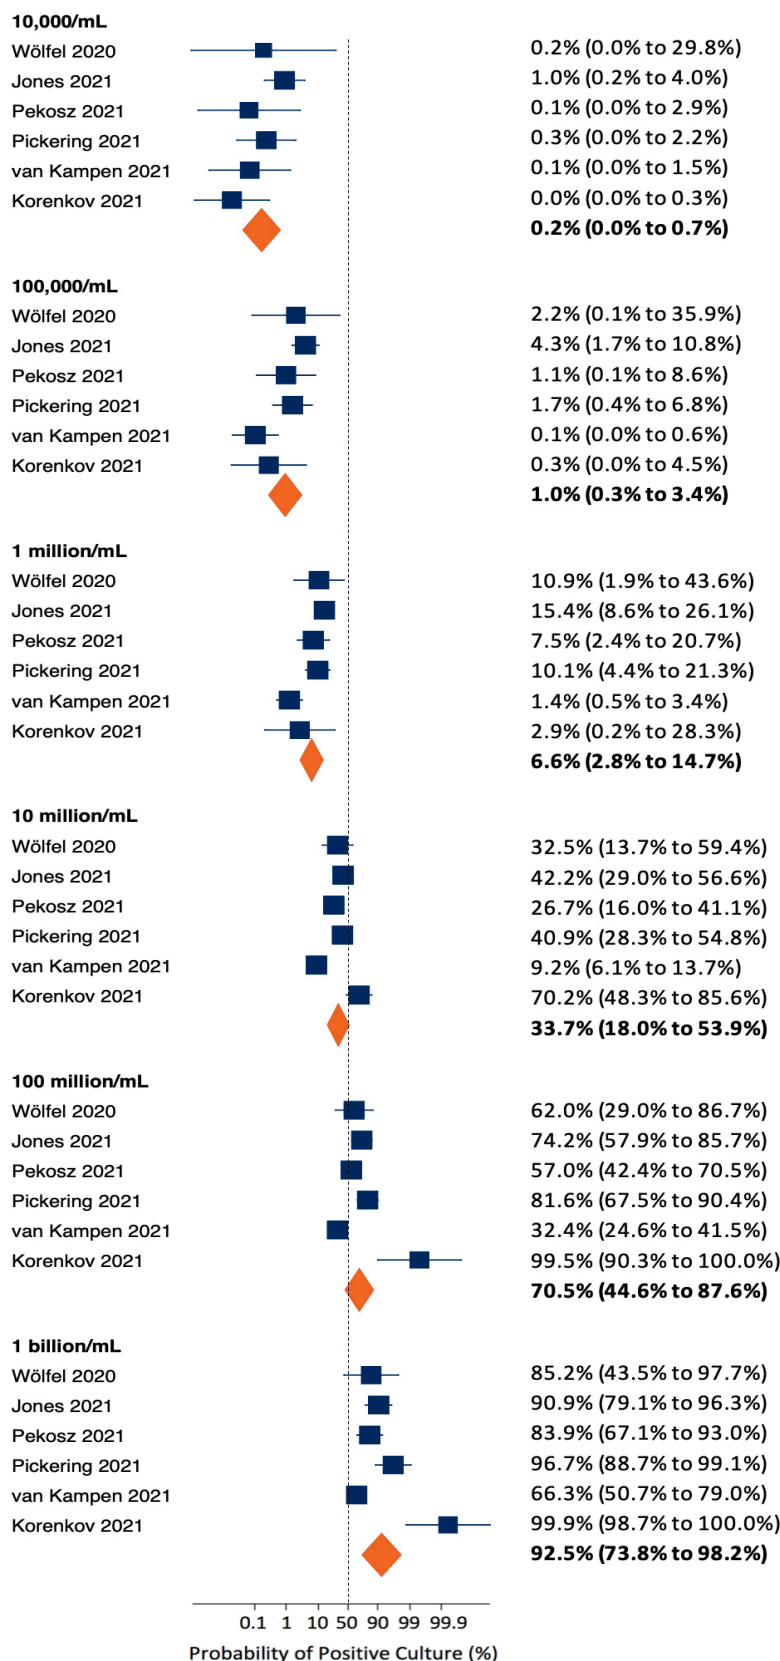 10,000/mL
Wölfel 2020 0.2% (0.0% to 29.8%)
Jones 2021 1.0% (0.2% to 4.0%)
Pekosz 2021 0.1% (0.0% to 2.9%)
Pickering 2021 0.3% (0.0% to 2.2%)
van Kampen 2021 0.1% (0.0% to 1.5%)
Korenkov 2021 0.0% (0.0% to 0.3%)
0.2% (0.0% to 0.7%)
100,000/mL
Wölfel 2020 2.2% (0.1% to 35.9%)
Jones 2021 4.3% (1.7% to 10.8%)
Pekosz 2021 1.1% (0.1% to 8.6%)
Pickering 2021 1.7% (0.4% to 6.8%)
van Kampen 2021 0.1% (0.0% to 0.6%)
Korenkov 2021 0.3% (0.0% to 4.5%)
1.0% (0.3% to 3.4%)
1 million/mL
Wölfel 2020 10.9% (1.9% to 43.6%)
Jones 2021 15.4% (8.6% to 26.1%)
Pekosz 2021 7.5% (2.4% to 20.7%)
Pickering 2021 10.1% (4.4% to 21.3%)
van Kampen 2021 1.4% (0.5% to 3.4%)
Korenkov 2021 2.9% (0.2% to 28.3%)
6.6% (2.8% to 14.7%)
10 million/mL
Wölfel 2020 32.5% (13.7% to 59.4%)
Jones 2021 42.2% (29.0% to 56.6%)
Pekosz 2021 26.7% (16.0% to 41.1%)
Pickering 2021 40.9% (28.3% to 54.8%)
van Kampen 2021 9.2% (6.1% to 13.7%)
Korenkov 2021 70.2% (48.3% to 85.6%)
33.7% (18.0% to 53.9%)
100 million/mL
Wölfel 2020 62.0% (29.0% to 86.7%)
Jones 2021 74.2% (57.9% to 85.7%)
Pekosz 2021 57.0% (42.4% to 70.5%)
Pickering 2021 81.6% (67.5% to 90.4%)
van Kampen 2021 32.4% (24.6% to 41.5%)
Korenkov 2021 99.5% (90.3% to 100.0%)
70.5% (44.6% to 87.6%)
1 billion/mL
Wölfel 2020 85.2% (43.5% to 97.7%)
Jones 2021 90.9% (79.1% to 96.3%)
Pekosz 2021 83.9% (67.1% to 93.0%)
Pickering 2021 96.7% (88.7% to 99.1%)
van Kampen 2021 66.3% (50.7% to 79.0%)
Korenkov 2021 99.9% (98.7% to 100.0%)
92.5% (73.8% to 98.2%)
0.1 1 10 50 90 99 99.9
Probability of Positive Culture (%)